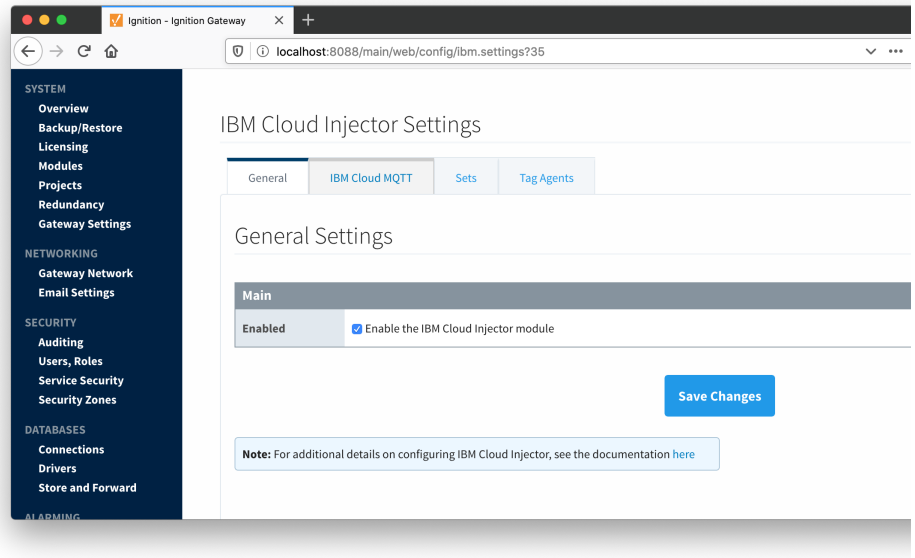 Ignition - Ignition Gateway
localhost:8088/main/web/config/ibm.settings?35
SYSTEM
Overview
Backup/Restore
Licensing
Modules
Projects
Redundancy
Gateway Settings
NETWORKING
Gateway Network
Email Settings
SECURITY
Auditing
Users, Roles
Service Security
Security Zones
DATABASES
Connections
Drivers
Store and Forward
ALARMING
IBM Cloud Injector Settings
General IBM Cloud MQTT Sets Tag Agents
General Settings
Main
Enabled Enable the IBM Cloud Injector module
Save Changes
Note: For additional details on configuring IBM Cloud Injector, see the documentation here